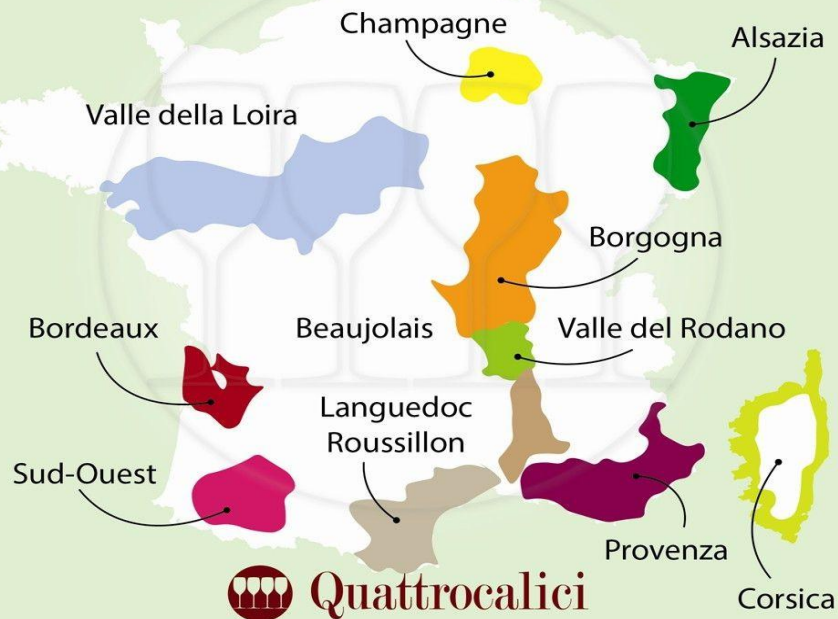 Champagne
Alsazia
Valle della Loira
Borgogna
Bordeaux
Beaujolais
Valle del Rodano
Languedoc
Roussillon
Sud-Ouest
Provenza
Corsica
Quattrocalici